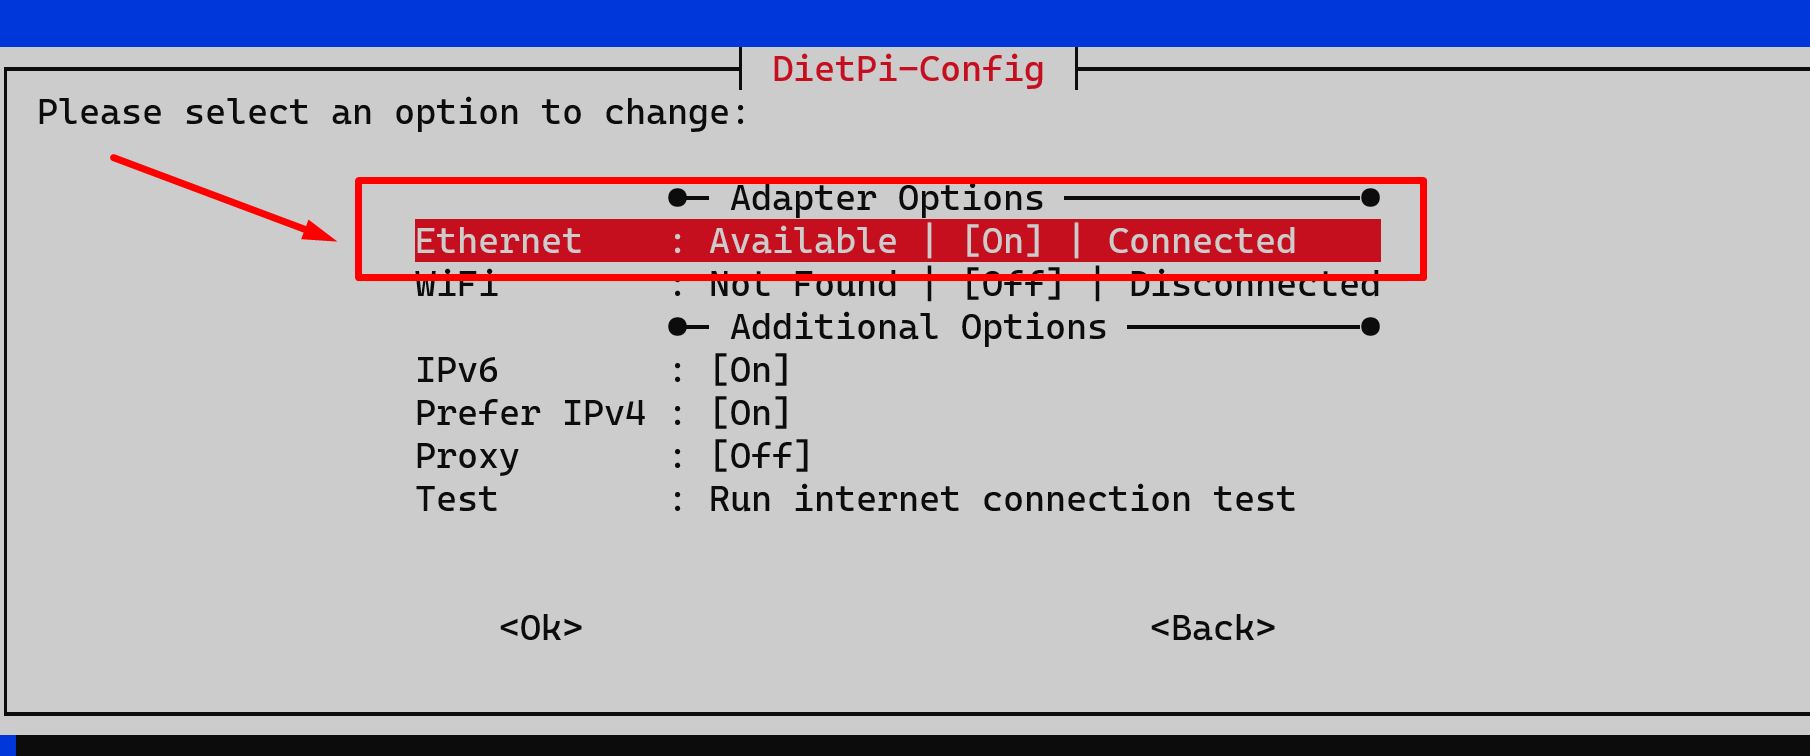 DietPi-Config
Please select an option to change:
Adapter Options
Ethernet : Available | [On] | Connected
WiFi : Not Found | [Off] | Disconnected
Additional Options
IPv6 : [On]
Prefer IPv4 : [On]
Proxy : [Off]
Test : Run internet connection test
<Ok> <Back>